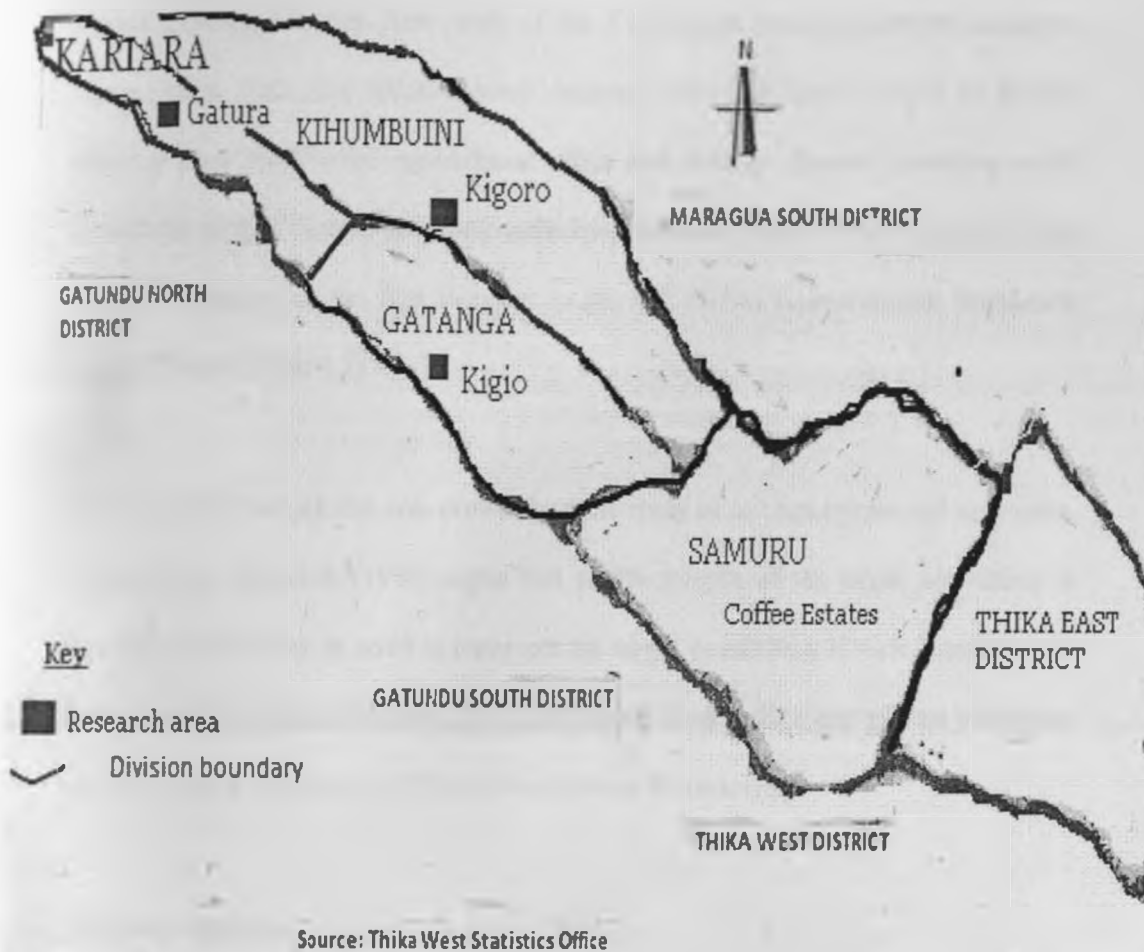 KARIARA
Gatura
KIHUMBUINI
N
Kigoro
MARAGUA SOUTH DISTRICT
GATUNDU NORTH
DISTRICT
GATANGA
Kigio
SAMURU
Coffee Estates
THIKA EAST
DISTRICT
Key
GATUNDU SOUTH DISTRICT
Research area
Division boundary
THIKA WEST DISTRICT
Source: Thika West Statistics Office